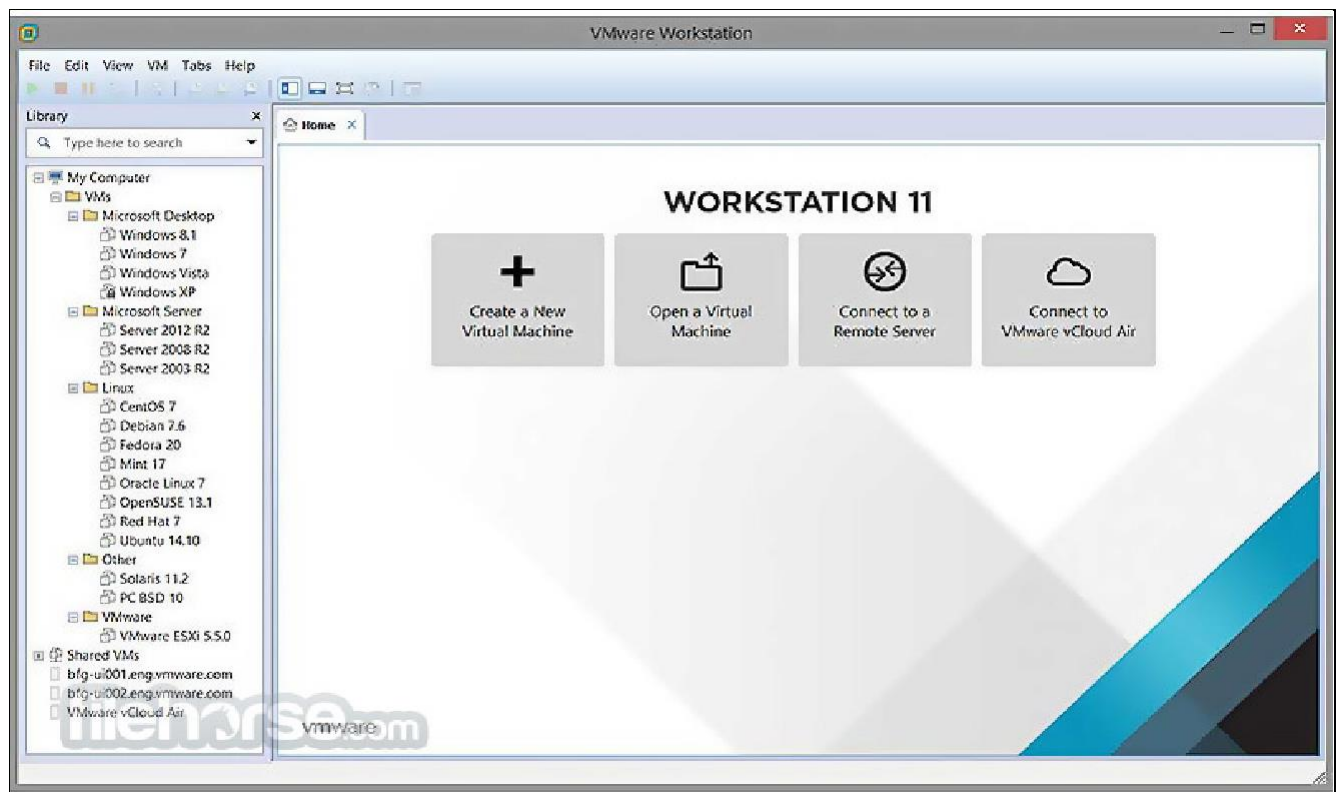 VMware Workstation
File Edit View VM Tabs Help
Library
Home
Type here to search
My Computer
VMs
Microsoft Desktop
Windows 8.1
Windows 7
Windows Vista
Windows XP
Microsoft Server
Server 2012 R2
Server 2008 R2
Server 2003 R2
Linux
CentOS 7
Debian 7.6
Fedora 20
Mint 17
Oracle Linux 7
OpenSUSE 13.1
Red Hat 7
Ubuntu 14.10
Other
Solaris 11.2
PC BSD 10
VMware
VMware ESXi 5.5.0
Shared VMs
bfg-ui001.eng.vmware.com
bfg-ui002.eng.vmware.com
VMware vCloud Air
WORKSTATION 11
Create a New
Virtual Machine
Open a Virtual
Machine
Connect to a
Remote Server
Connect to
VMware vCloud Air
vmware
filehorse.com